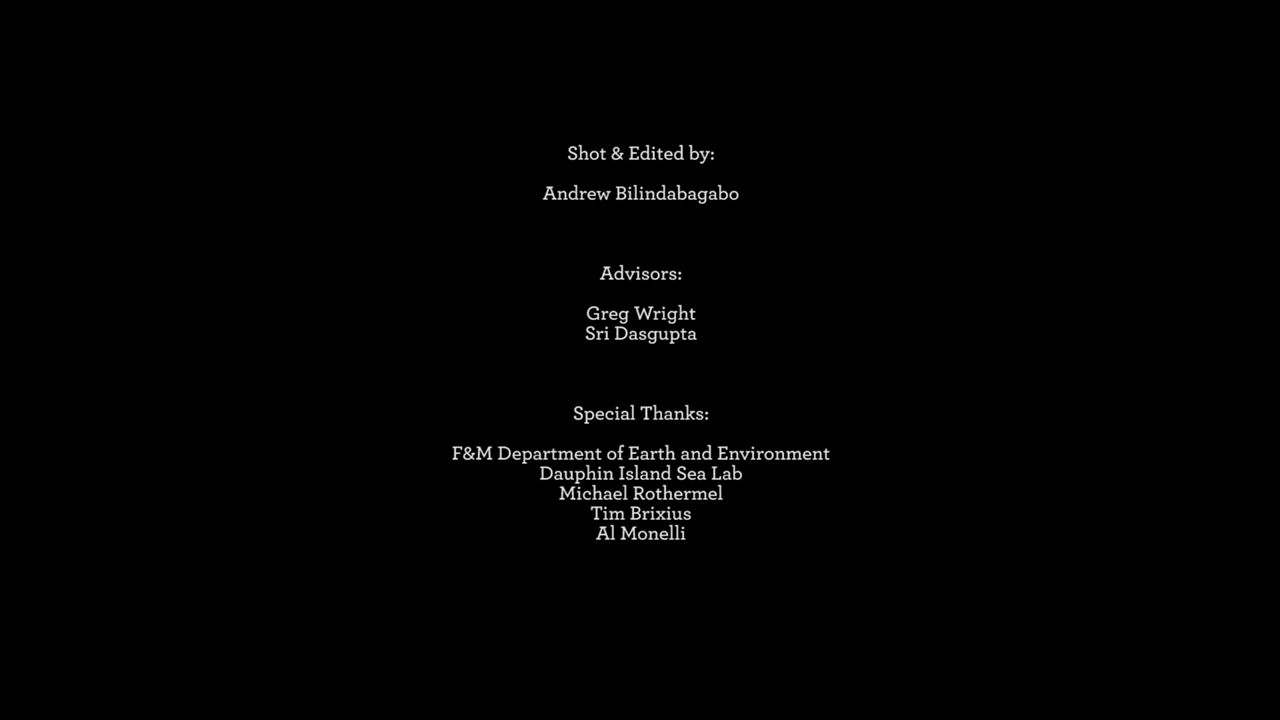 Shot & Edited by:
Andrew Bilindabagabo
Advisors:
Greg Wright
Sri Dasgupta
Special Thanks:
F&M Department of Earth and Environment
Dauphin Island Sea Lab
Michael Rothermel
Tim Brixius
Al Monelli